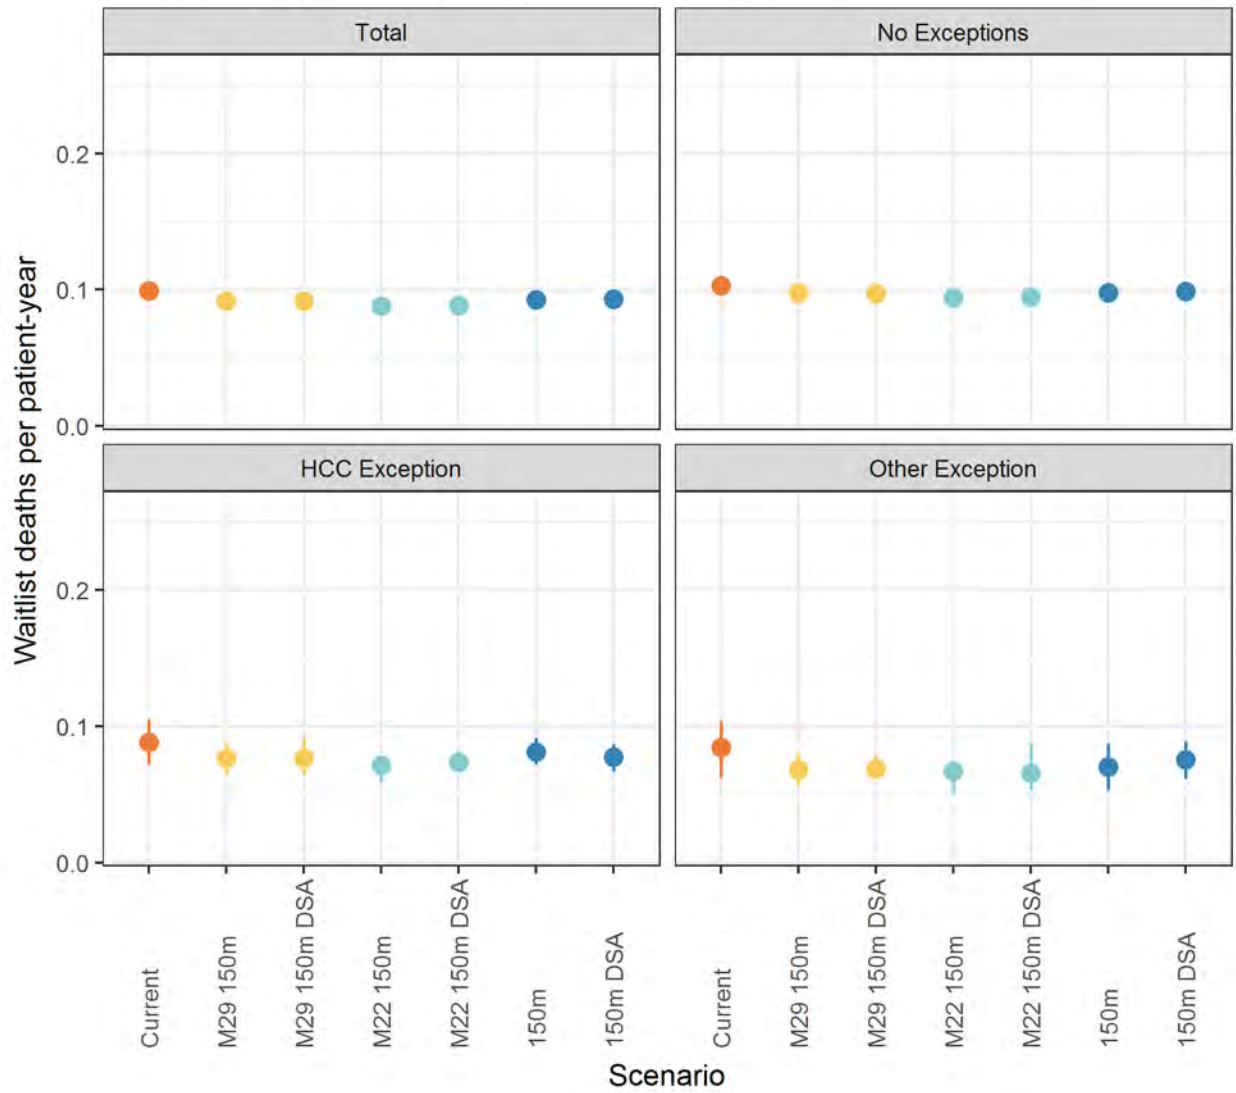 Total
No Exceptions
0.2
0.1
0.0
HCC Exception
Other Exception
0.2
0.1
0.0
Waitlist deaths per patient-year
Current
M29 150m
M29 150m DSA
M22 150m
M22 150m DSA
150m
150m DSA
Current
M29 150m
M29 150m DSA
M22 150m
M22 150m DSA
150m
150m DSA
Scenario